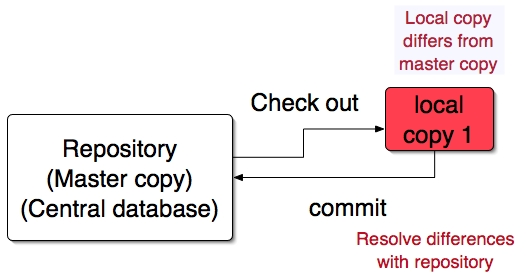 Local copy
differs from
master copy
Check out
local
copy 1
Repository
(Master copy)
(Central database)
commit
Resolve differences
with repository